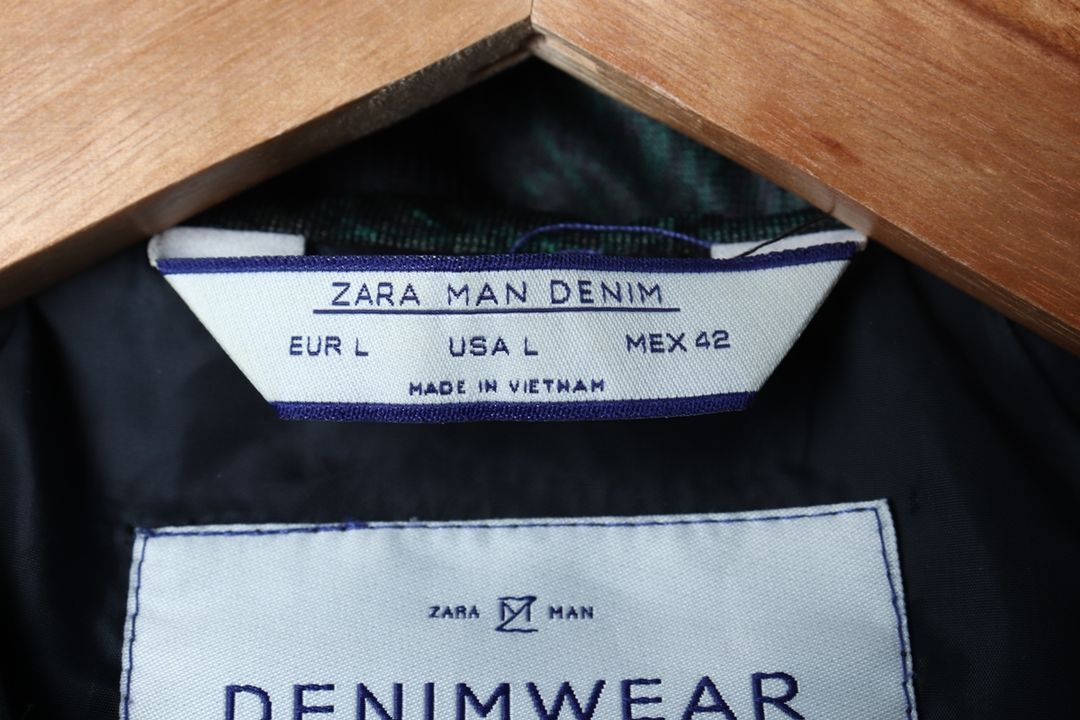 ZARA MAN DENIM
EUR L USA L MEX 42
MADE IN VIETNAM
ZARA MAN
DENIMWEAR